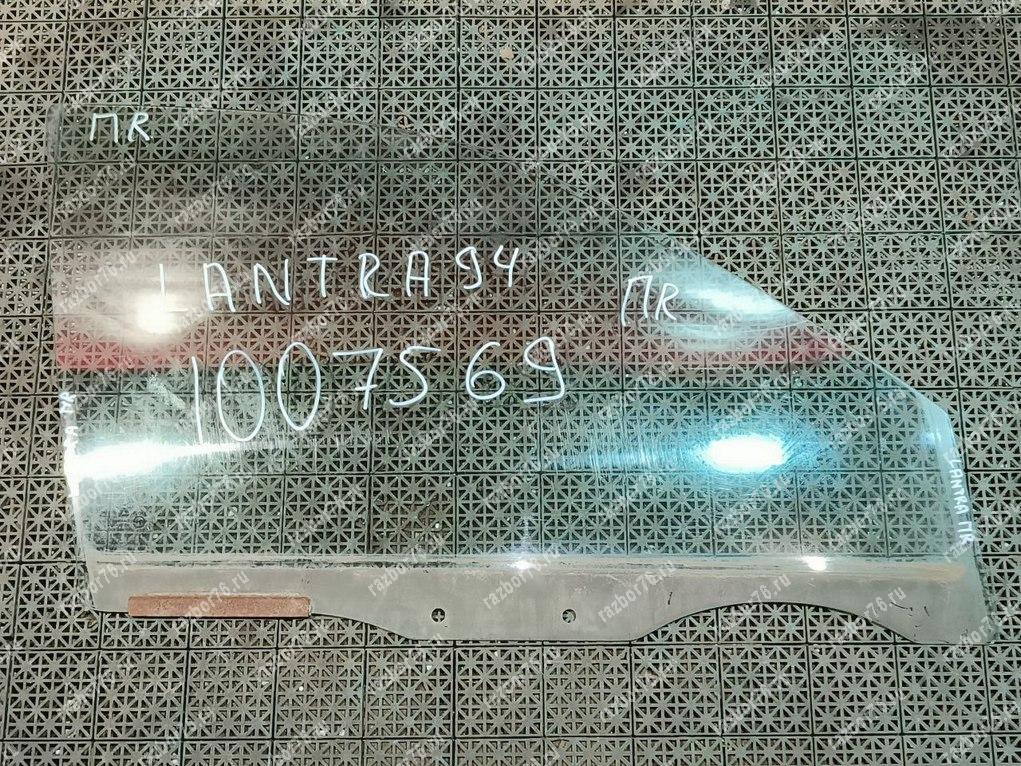 ПR
LANTRA 94
ПR
1007569
LANTRA ПR
razbor76.ru